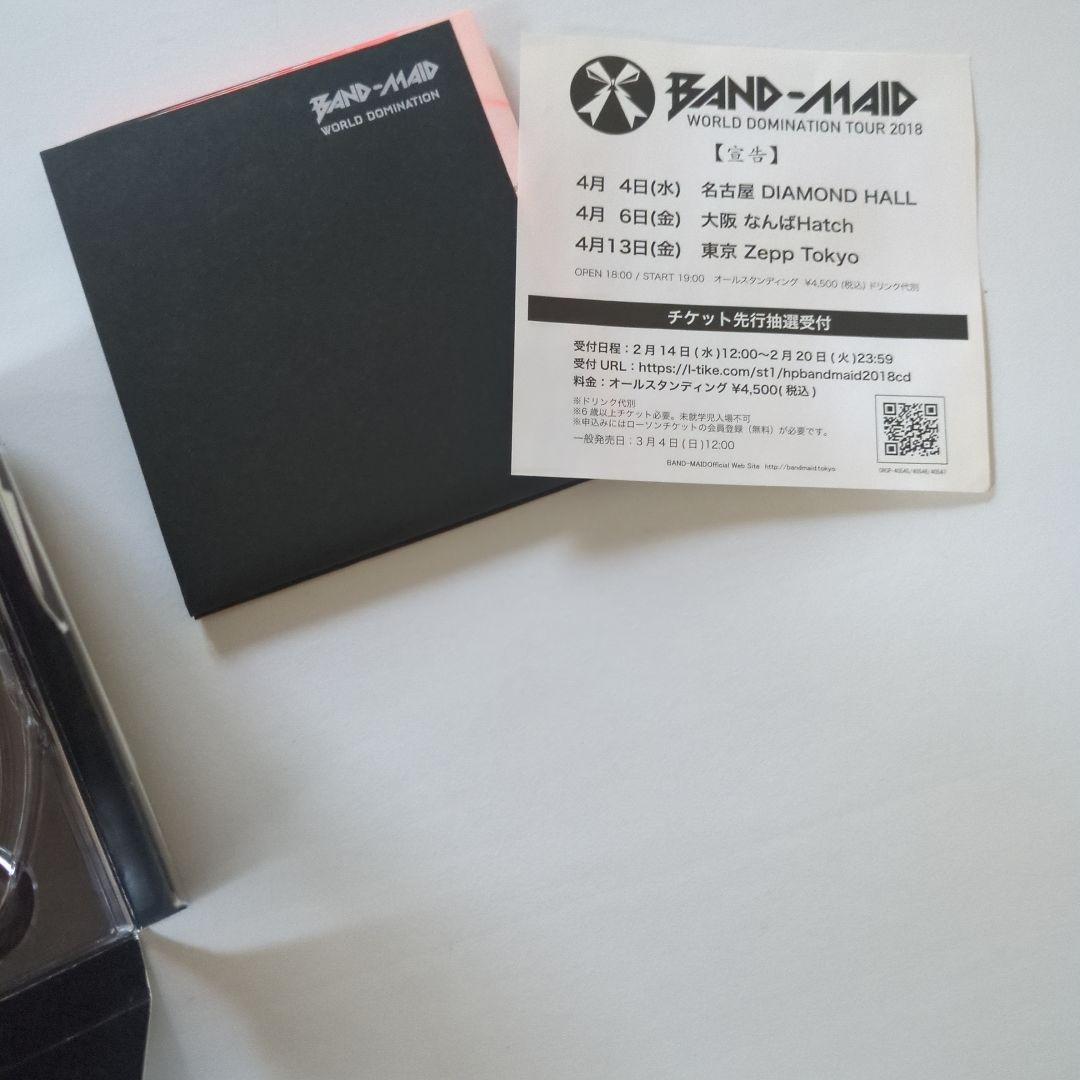 BAND-MAID
WORLD DOMINATION
BAND-MAID
WORLD DOMINATION TOUR 2018
【宣告】
4月 4日(水) 名古屋 DIAMOND HALL
4月 6日(金) 大阪 なんばHatch
4月13日(金) 東京 Zepp Tokyo
OPEN 18:00 / START 19:00 オールスタンディング ¥4,500 (税込) ドリンク代別
チケット先行抽選受付
受付日程：2月14日(水)12:00〜2月20日(火)23:59
受付URL：https://l-tike.com/st1/hpbandmaid2018cd
料金：オールスタンディング ¥4,500(税込)
※ドリンク代別
※6歳以上チケット必要。未就学児入場不可
※申込みにはローソンチケットの会員登録（無料）が必要です。
一般発売日：3月4日(日)12:00
BAND-MAIDOfficial Web Site http://bandmaid.tokyo
CRCP-40545/40546/40547